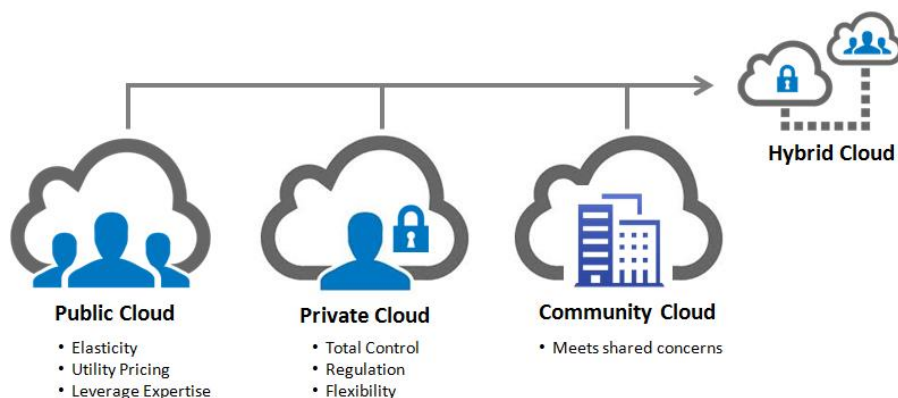 Hybrid Cloud
Public Cloud
• Elasticity
• Utility Pricing
• Leverage Expertise
Private Cloud
• Total Control
• Regulation
• Flexibility
Community Cloud
• Meets shared concerns